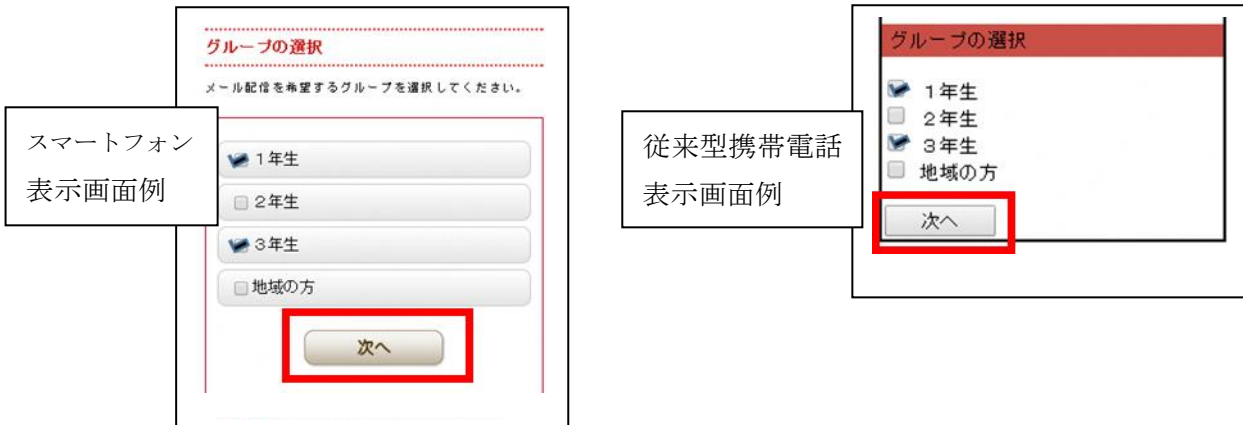 スマートフォン
表示画面例
グループの選択
メール配信を希望するグループを選択してください。
1年生
2年生
3年生
地域の方
次へ
従来型携帯電話
表示画面例
グループの選択
1年生
2年生
3年生
地域の方
次へ